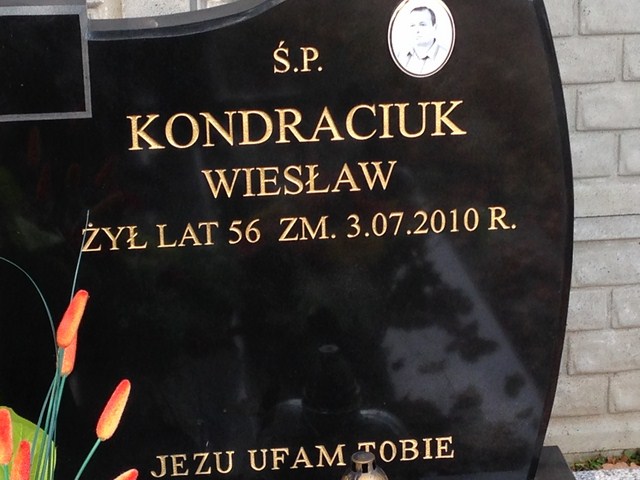 Ś.P.
KONDRACIUK
WIESŁAW
ŻYŁ LAT 56 ZM. 3.07.2010 R.
JEZU UFAM TOBIE